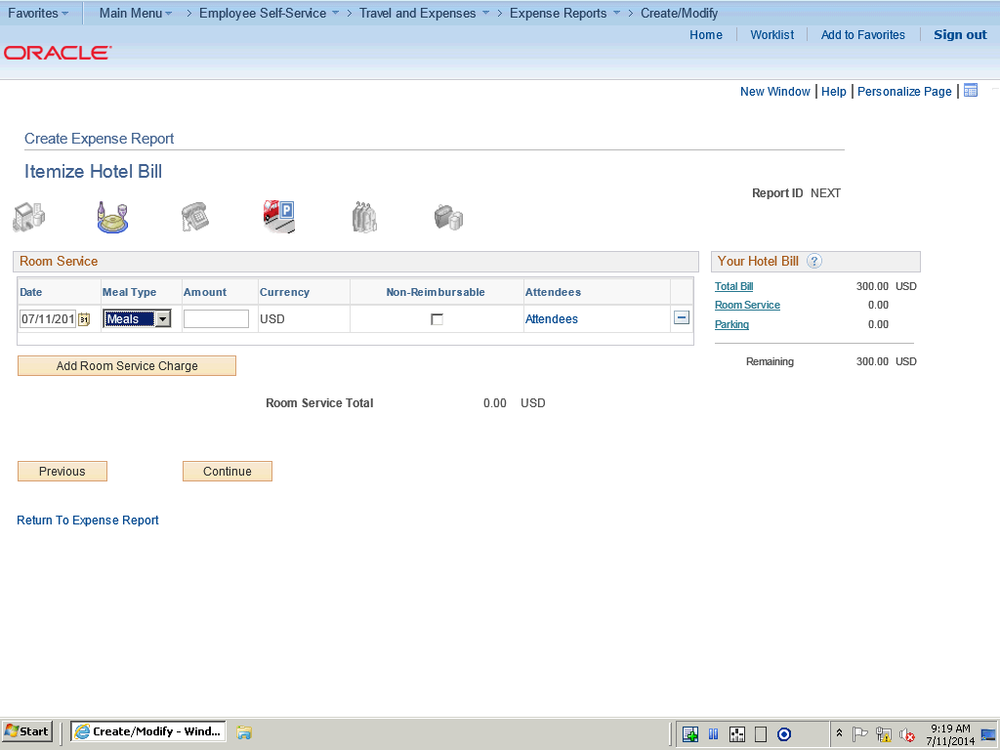 Favorites Main Menu > Employee Self-Service > Travel and Expenses > Expense Reports > Create/Modify
Home Worklist Add to Favorites Sign out
ORACLE
New Window Help Personalize Page
Create Expense Report
Itemize Hotel Bill
Report ID NEXT
P
Room Service
Your Hotel Bill ?
Date Meal Type Amount Currency Non-Reimbursable Attendees
07/11/201 31 Meals USD Attendees
Total Bill 300.00 USD
Room Service 0.00
Parking 0.00
Remaining 300.00 USD
Add Room Service Charge
Room Service Total 0.00 USD
Previous Continue
Return To Expense Report
Start Create/Modify - Wind... 9:19 AM
7/11/2014